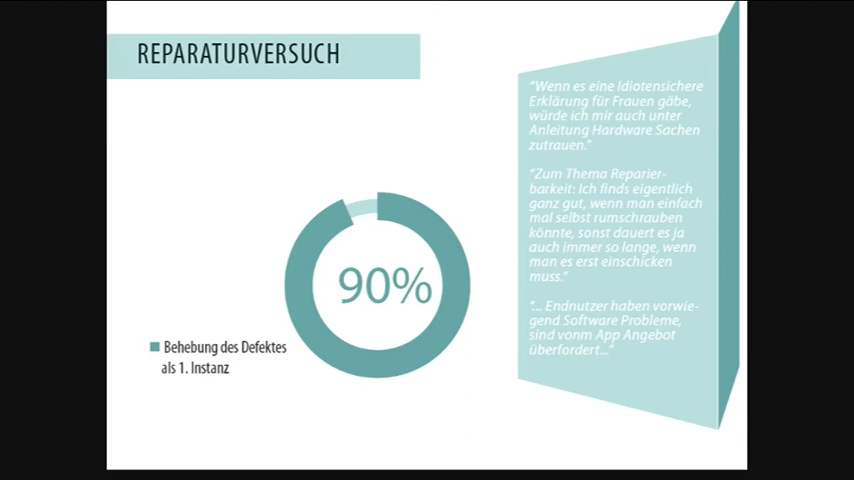 REPARATURVERSUCH
90%
Behebung des Defektes
als 1. Instanz
“Wenn es eine Idiotensichere
Erklärung für Frauen gäbe,
würde ich mir auch unter
Anleitung Hardware Sachen
zutrauen.”
“Zum Thema Reparier-
barkeit: Ich finds eigentlich
ganz gut, wenn man einfach
mal selbst rumschrauben
könnte, sonst dauert es ja
auch immer so lange, wenn
man es erst einschicken
muss.”
“... Endnutzer haben vorwie-
gend Software Probleme,
sind vonm App Angebot
überfordert...”